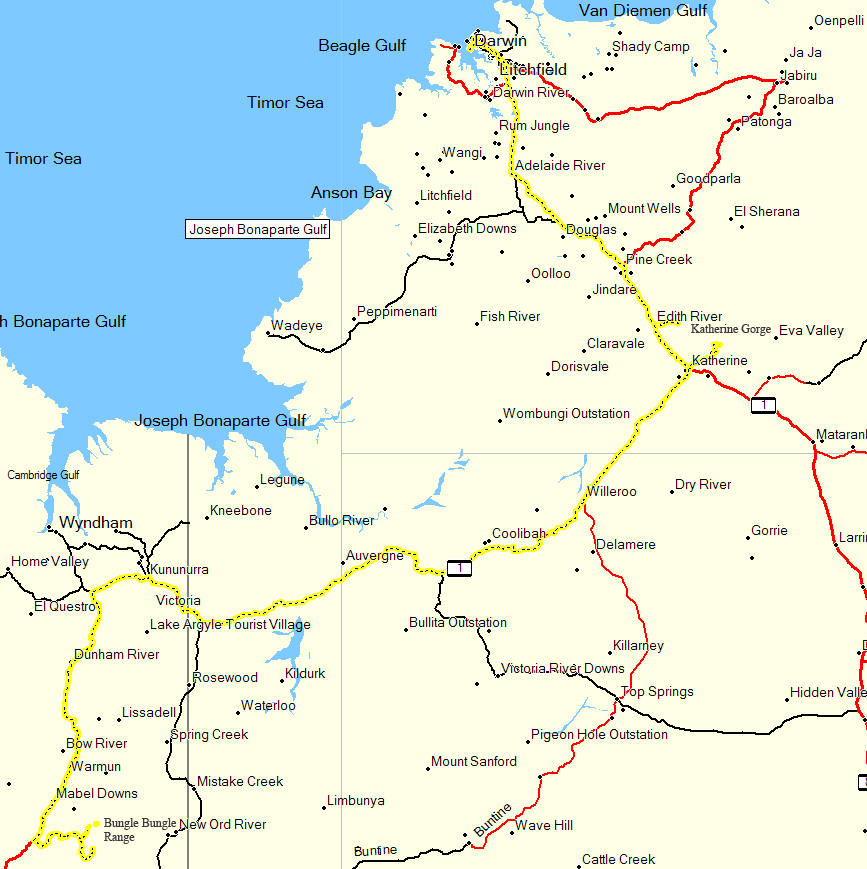 Van Diemen Gulf
Oenpelli
Beagle Gulf
Darwin
Shady Camp
Ja Ja
Litchfield
Jabiru
Timor Sea
Darwin River
Baroalba
Rum Jungle
Patonga
Timor Sea
Wangi
Adelaide River
Goodparla
Anson Bay
Litchfield
Mount Wells
El Sherana
Joseph Bonaparte Gulf
Elizabeth Downs
Douglas
Pine Creek
Oolloo
Jindare
h Bonaparte Gulf
Peppimenarti
Fish River
Edith River
Wadeye
Katherine Gorge
Eva Valley
Claravale
Katherine
Dorisvale
1
Joseph Bonaparte Gulf
Wombungi Outstation
Matarank
Cambridge Gulf
Legune
Willeroo
Dry River
Kneebone
Wyndham
Bullo River
Coolibah
Gorrie
Larrim
Home Valley
Auvergne
Delamere
Kununurra
1
El Questro
Victoria
Lake Argyle Tourist Village
Bullita Outstation
Dunham River
Killarney
D
Rosewood
Kildurk
Victoria River Downs
Top Springs
Hidden Valle
Lissadell
Waterloo
Bow River
Spring Creek
Pigeon Hole Outstation
Warmun
Mount Sanford
Mistake Creek
Mabel Downs
Limbunya
Bungle Bungle
Range
New Ord River
Buntine
Wave Hill
Buntine
Cattle Creek